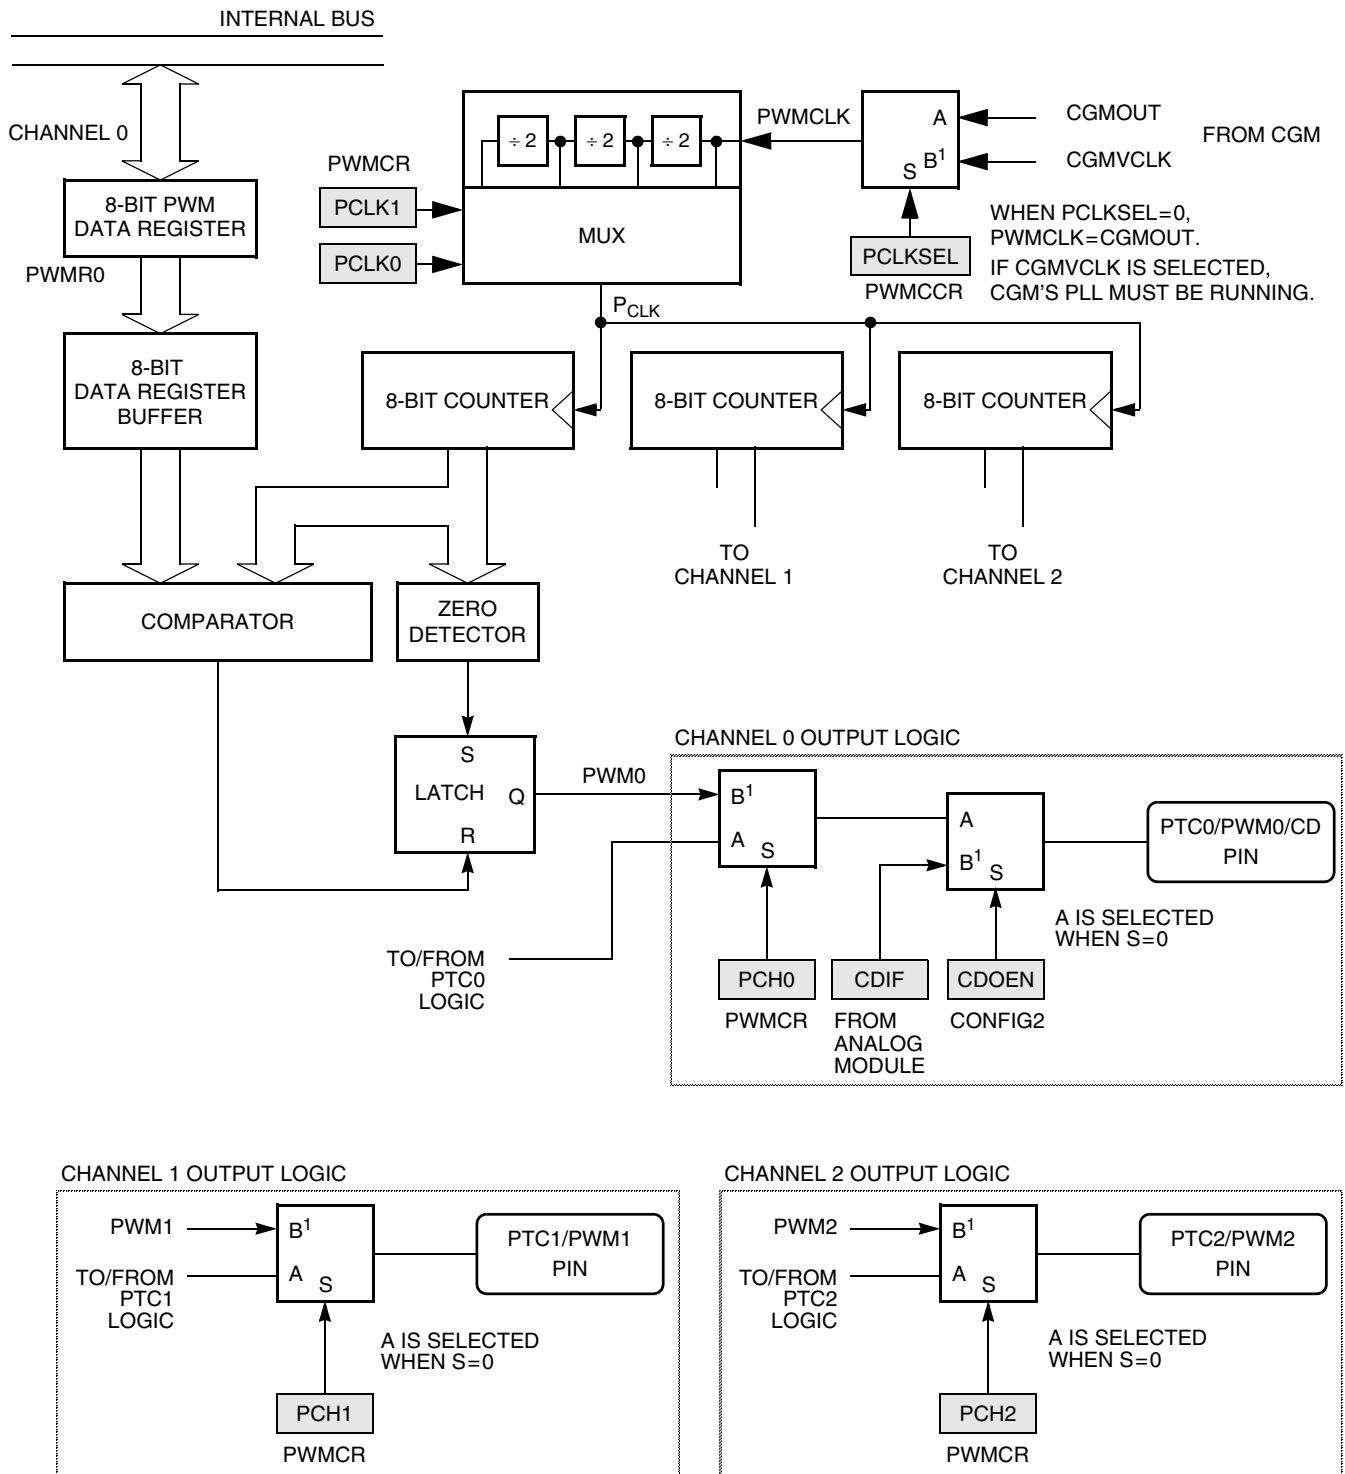 INTERNAL BUS
CHANNEL 0
8-BIT PWM
DATA REGISTER
PWMR0
8-BIT
DATA REGISTER
BUFFER
PWMCR
PCLK1
PCLK0
÷ 2
÷ 2
÷ 2
MUX
PWMCLK
A
B1
S
CGMOUT
CGMVCLK
FROM CGM
PCLKSEL
PWMCCR
WHEN PCLKSEL=0,
PWMCLK=CGMOUT.
IF CGMVCLK IS SELECTED,
CGM'S PLL MUST BE RUNNING.
PCLK
8-BIT COUNTER
8-BIT COUNTER
8-BIT COUNTER
TO
CHANNEL 1
TO
CHANNEL 2
COMPARATOR
ZERO
DETECTOR
S
LATCH
Q
R
PWM0
CHANNEL 0 OUTPUT LOGIC
B1
A
S
A
B1
S
PTC0/PWM0/CD
PIN
A IS SELECTED
WHEN S=0
TO/FROM
PTC0
LOGIC
PCH0
PWMCR
CDIF
FROM
ANALOG
MODULE
CDOEN
CONFIG2
CHANNEL 1 OUTPUT LOGIC
PWM1
TO/FROM
PTC1
LOGIC
B1
A
S
PTC1/PWM1
PIN
A IS SELECTED
WHEN S=0
PCH1
PWMCR
CHANNEL 2 OUTPUT LOGIC
PWM2
TO/FROM
PTC2
LOGIC
B1
A
S
PTC2/PWM2
PIN
A IS SELECTED
WHEN S=0
PCH2
PWMCR